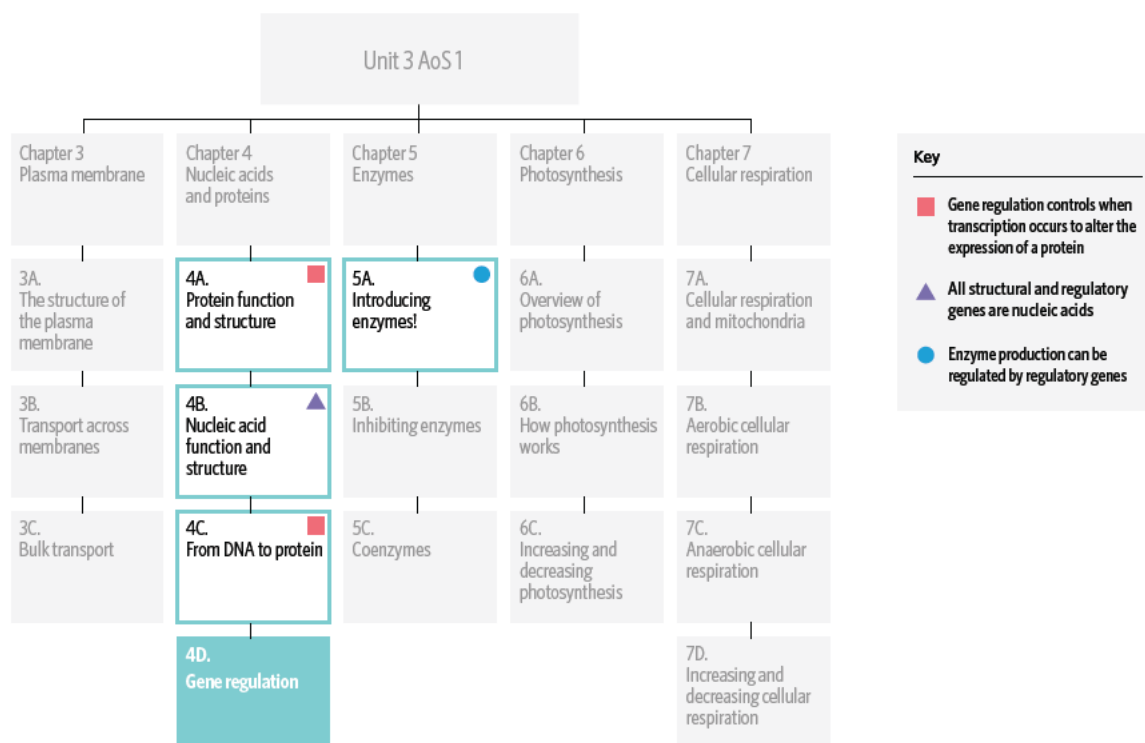 Unit 3 AoS 1
Chapter 3
Plasma membrane
Chapter 4
Nucleic acids
and proteins
Chapter 5
Enzymes
Chapter 6
Photosynthesis
Chapter 7
Cellular respiration
3A.
The structure of
the plasma
membrane
4A.
Protein function
and structure
5A.
Introducing
enzymes!
6A.
Overview of
photosynthesis
7A.
Cellular respiration
and mitochondria
3B.
Transport across
membranes
4B.
Nucleic acid
function and
structure
5B.
Inhibiting enzymes
6B.
How photosynthesis
works
7B.
Aerobic cellular
respiration
3C.
Bulk transport
4C.
From DNA to protein
5C.
Coenzymes
6C.
Increasing and
decreasing
photosynthesis
7C.
Anaerobic cellular
respiration
4D.
Gene regulation
7D.
Increasing and
decreasing cellular
respiration
Key
Gene regulation controls when
transcription occurs to alter the
expression of a protein
All structural and regulatory
genes are nucleic acids
Enzyme production can be
regulated by regulatory genes